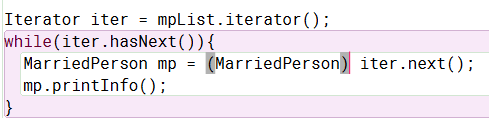 Iterator iter = mpList.iterator();
while(iter.hasNext()){
  MarriedPerson mp = (MarriedPerson) iter.next();
  mp.printInfo();
}